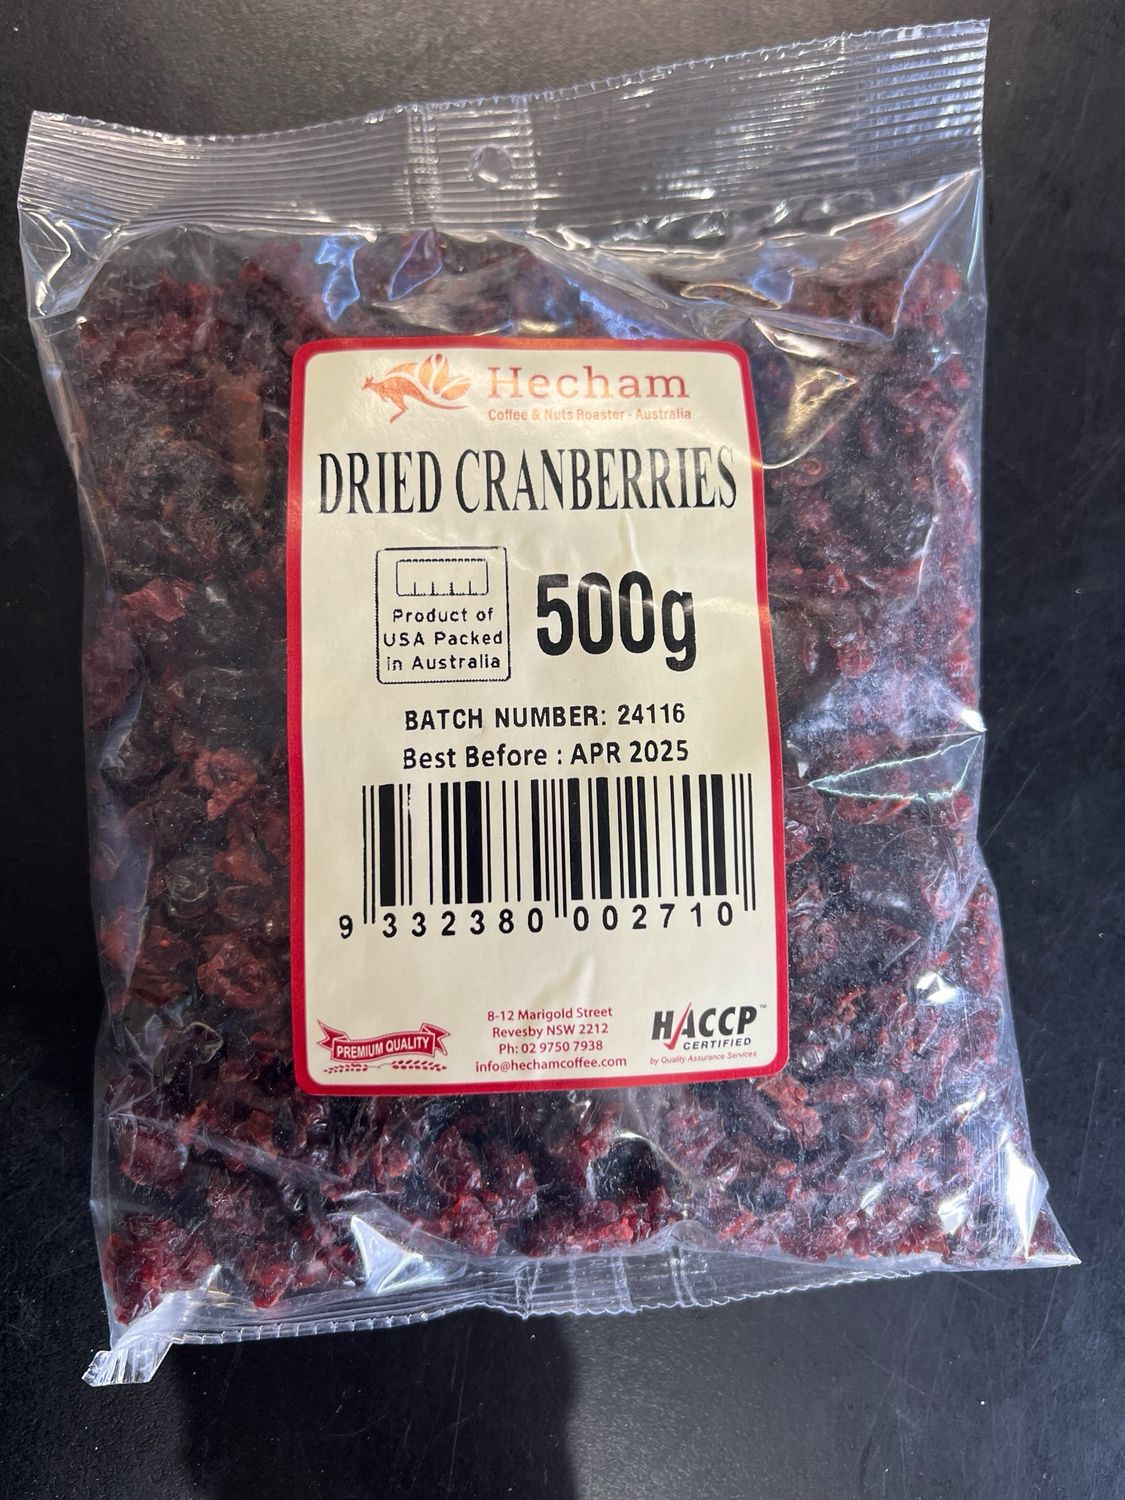 Hecham
Coffee & Nuts Roaster - Australia
DRIED CRANBERRIES
Product of
USA Packed
in Australia
500g
BATCH NUMBER: 24116
Best Before : APR 2025
9 332380 002710
PREMIUM QUALITY
8-12 Marigold Street
Revesby NSW 2212
Ph: 02 9750 7938
info@hechamcoffee.com
HACCP™
CERTIFIED
by Quality Assurance Services